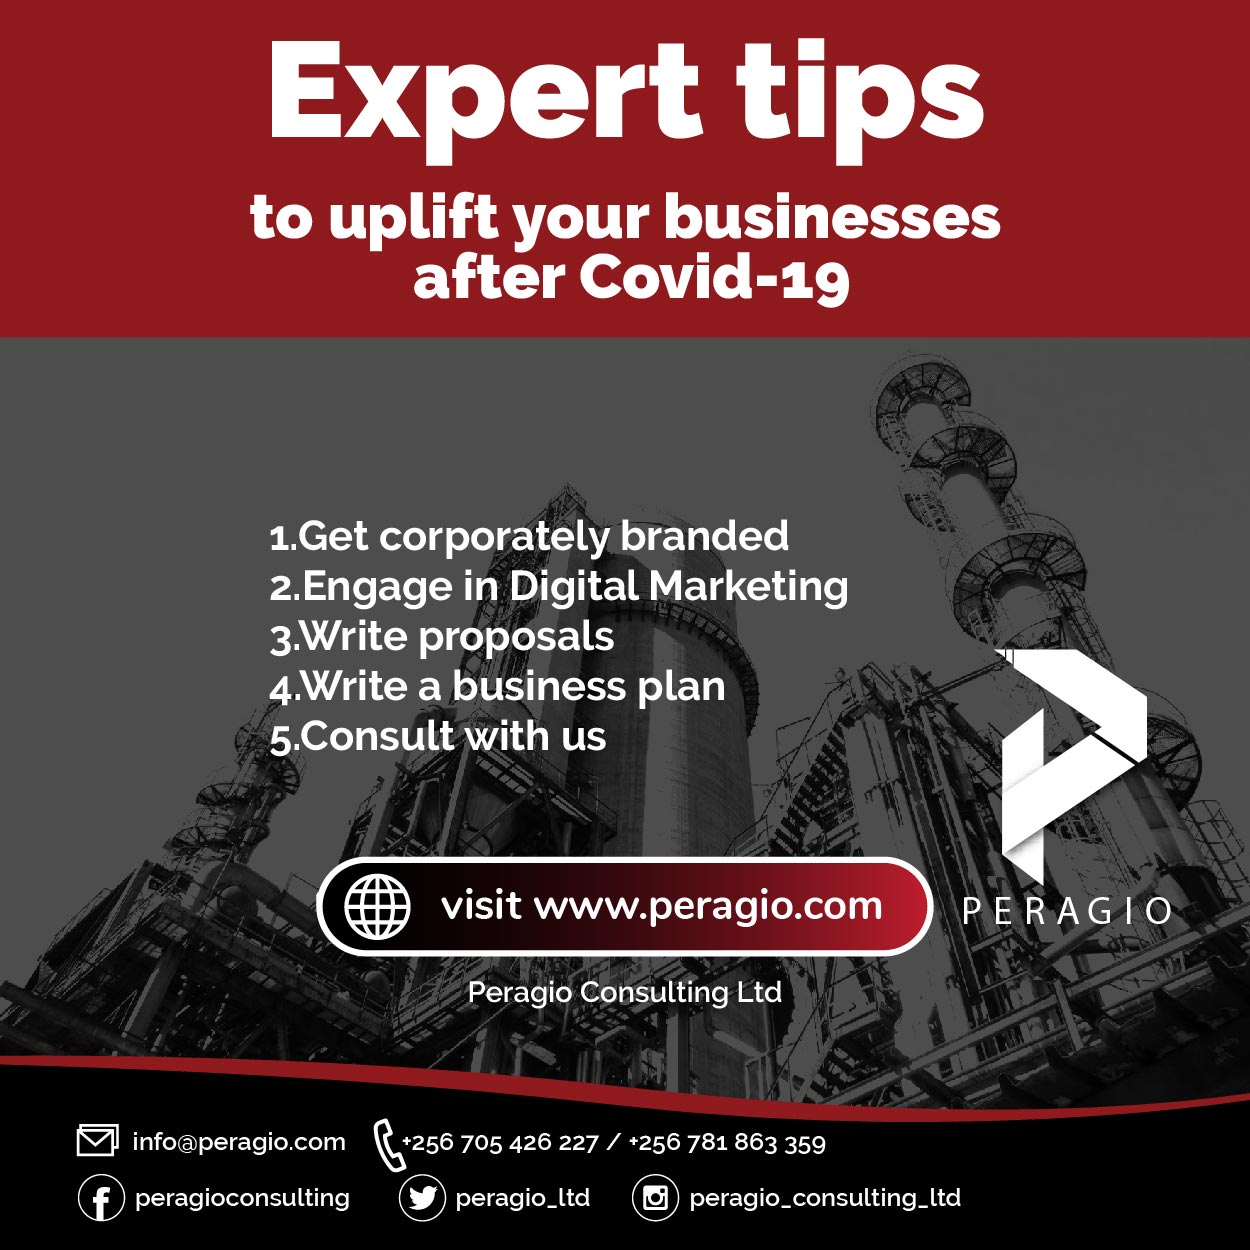 Expert tips
to uplift your businesses
after Covid-19
1.Get corporately branded
2.Engage in Digital Marketing
3.Write proposals
4.Write a business plan
5.Consult with us
visit www.peragio.com
PERAGIO
Peragio Consulting Ltd
info@peragio.com +256 705 426 227 / +256 781 863 359
peragioconsulting peragio_ltd peragio_consulting_ltd